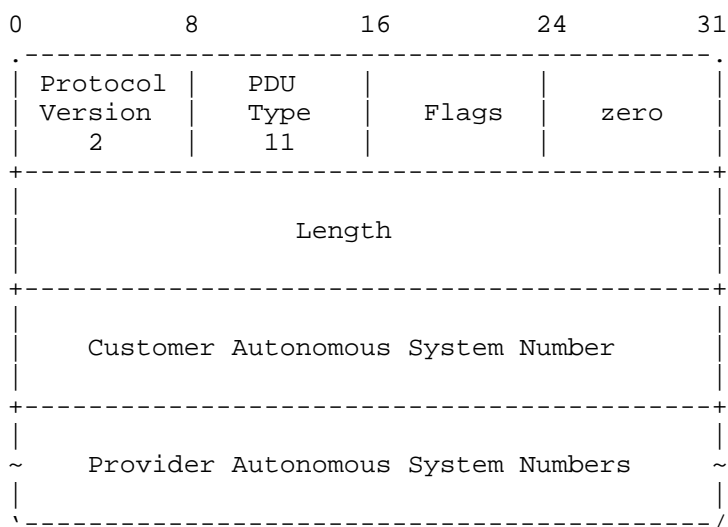 0 8 16 24 31
.-------------------------------------------.
| Protocol | PDU | | |
| Version | Type | Flags | zero |
| 2 | 11 | | |
+-------------------------------------------+
| |
| Length |
| |
+-------------------------------------------+
| |
| Customer Autonomous System Number |
| |
+-------------------------------------------+
| |
~ Provider Autonomous System Numbers ~
| |
`-------------------------------------------'